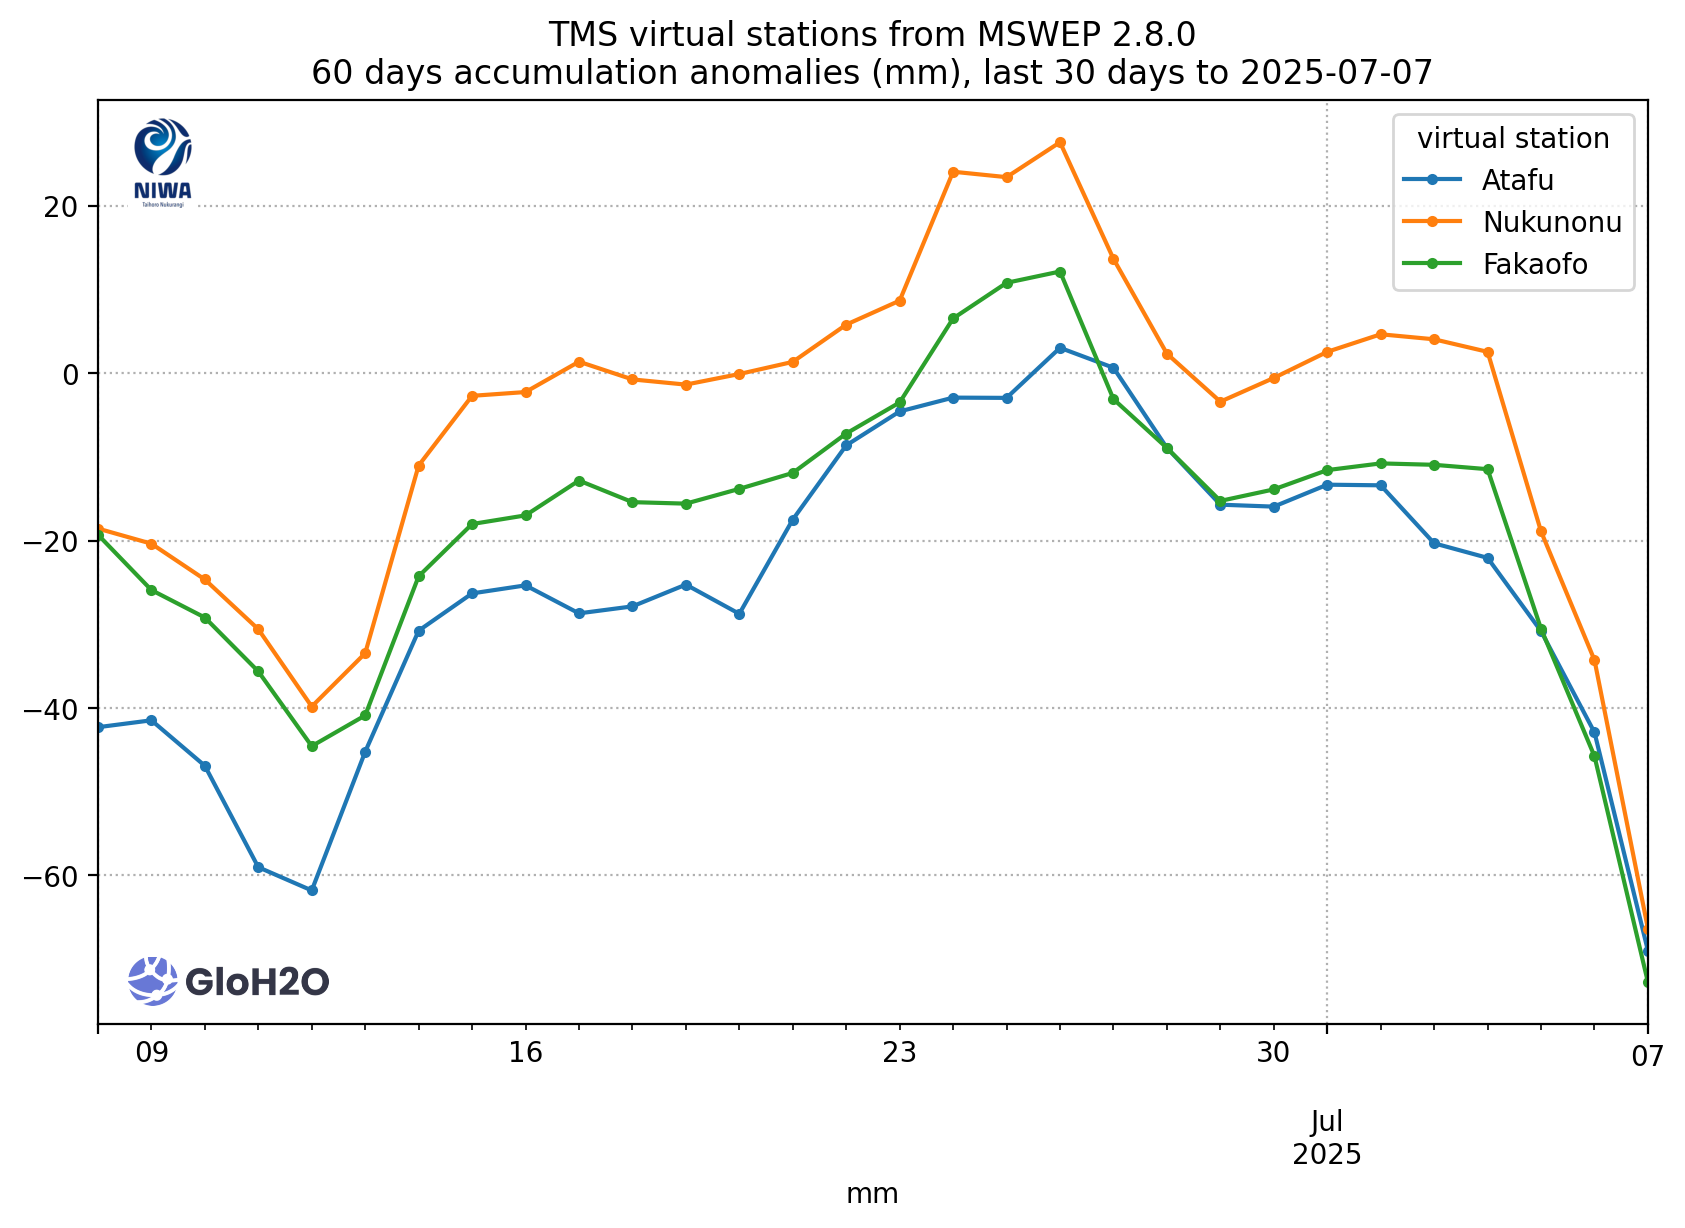 TMS virtual stations from MSWEP 2.8.0
60 days accumulation anomalies (mm), last 30 days to 2025-07-07
NIWA
Taihoro Nukurangi
virtual station
Atafu
Nukunonu
Fakaofo
20
0
−20
−40
−60
GloH2O
09
16
23
30
07
Jul
2025
mm